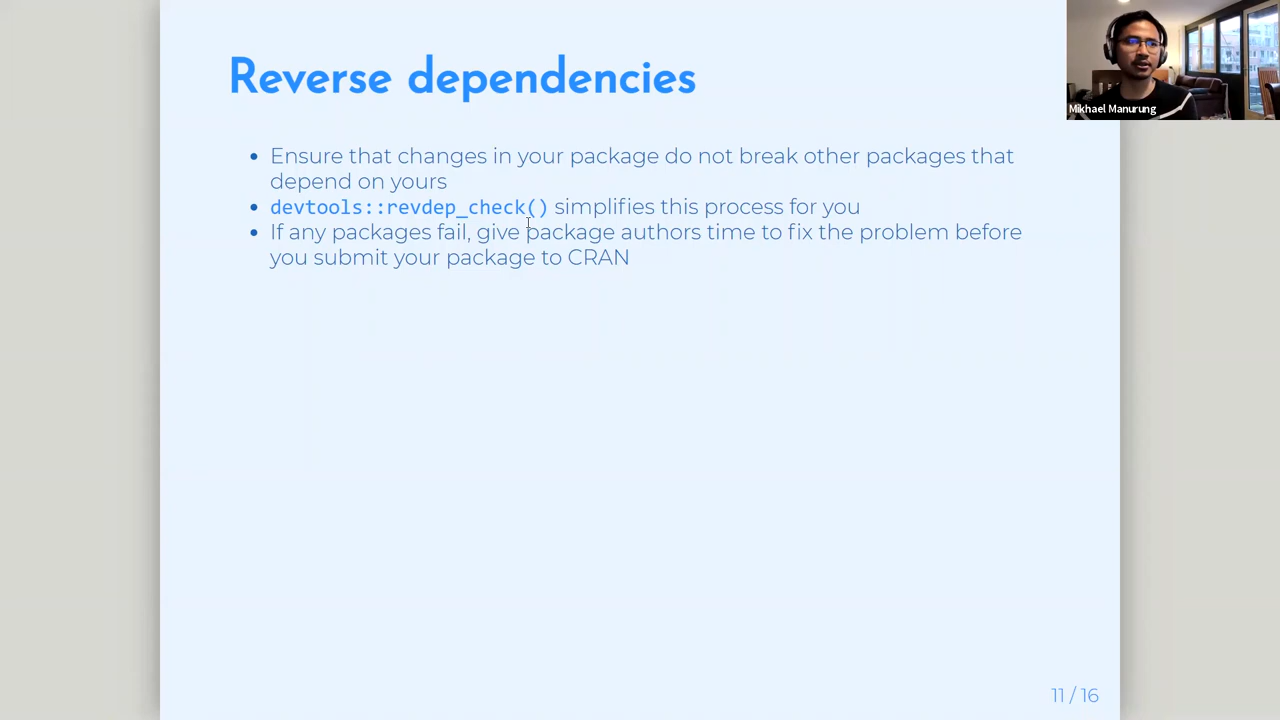 Reverse dependencies
Mikhael Manurung
• Ensure that changes in your package do not break other packages that
depend on yours
• devtools::revdep_check() simplifies this process for you
• If any packages fail, give package authors time to fix the problem before
you submit your package to CRAN
11 / 16